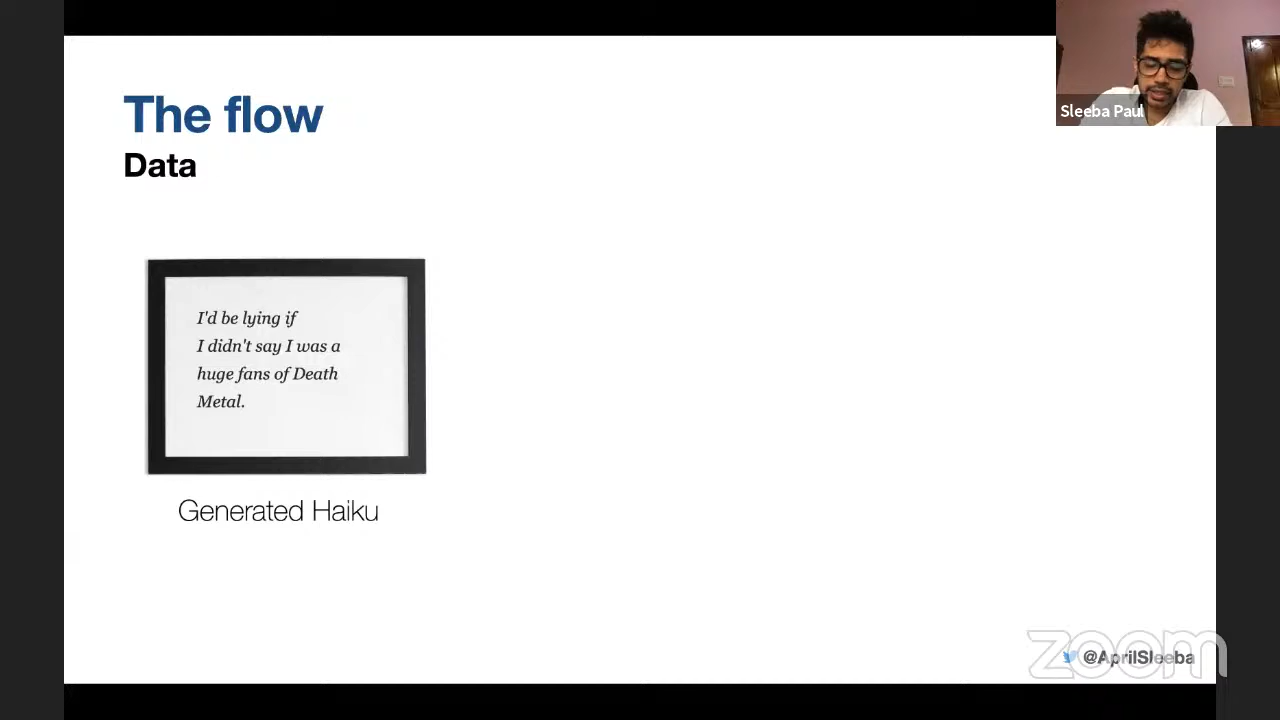 The flow
Data
I'd be lying if
I didn't say I was a
huge fans of Death
Metal.
Generated Haiku
Sleeba Paul
@AprilSleeba
zoom